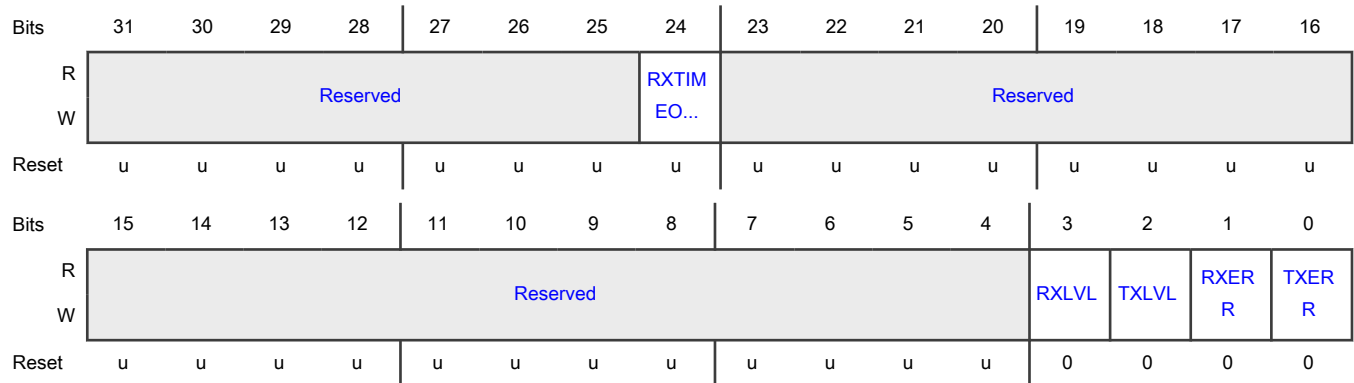 Bits 31 30 29 28 27 26 25 24 23 22 21 20 19 18 17 16
R
W
Reserved
RXTIM
EO...
Reserved
Reset u u u u u u u u u u u u u u u u
Bits 15 14 13 12 11 10 9 8 7 6 5 4 3 2 1 0
R
W
Reserved
RXLVL
TXLVL
RXER
R
TXER
R
Reset u u u u u u u u u u u u 0 0 0 0